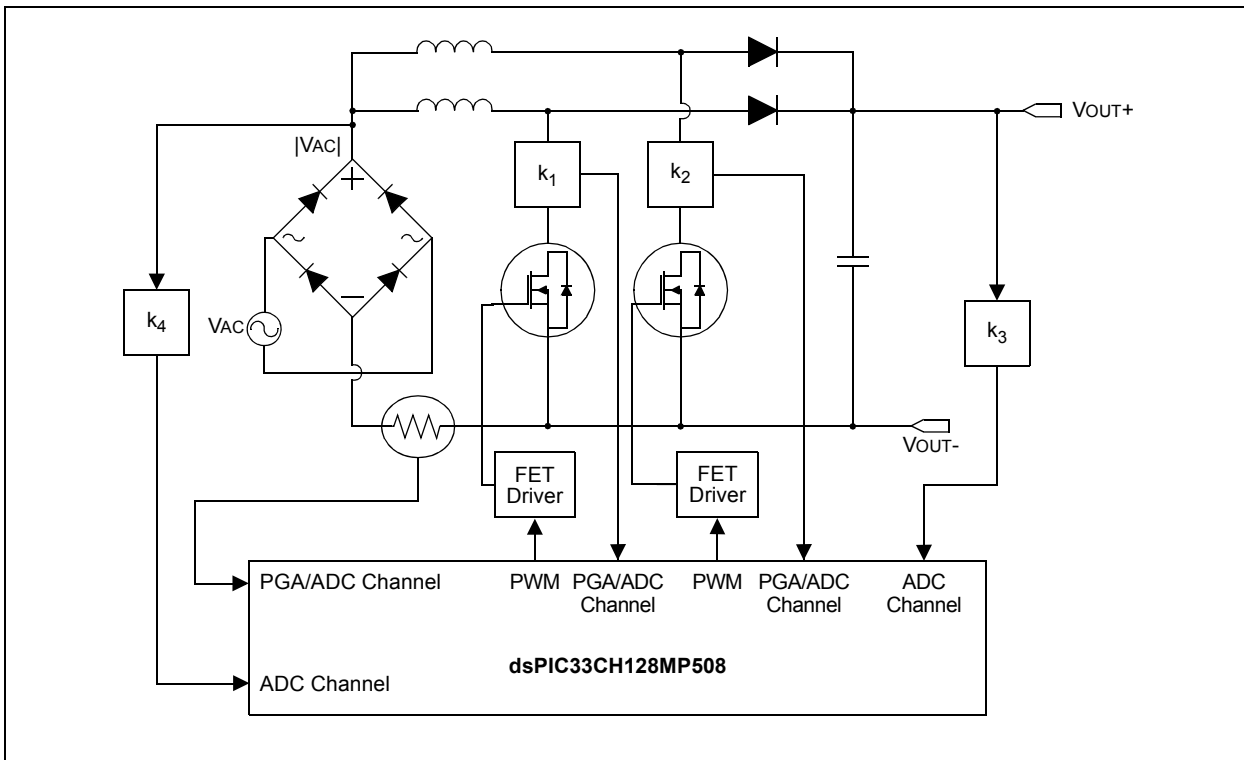 VOUT+
|VAC|
+
k1
k2
k4
VAC
–
k3
VOUT-
FET
Driver
FET
Driver
PGA/ADC Channel
PWM
PGA/ADC
Channel
PWM
PGA/ADC
Channel
ADC
Channel
dsPIC33CH128MP508
ADC Channel